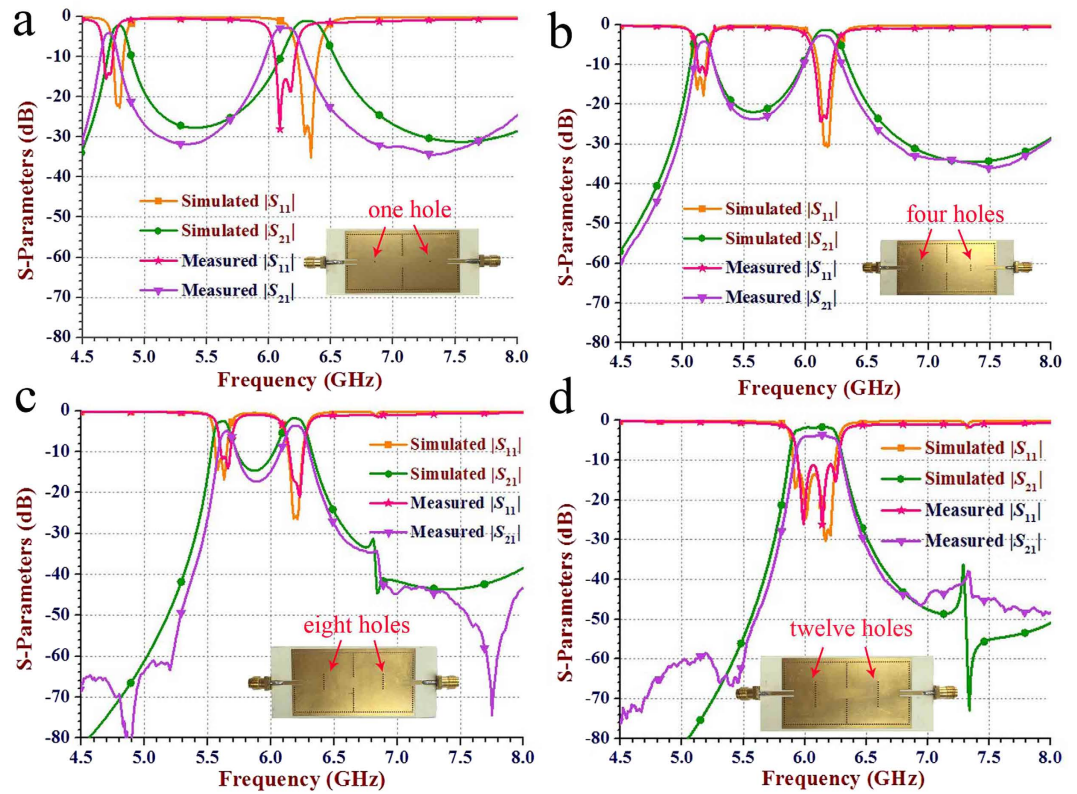 a
S-Parameters (dB)
0
-10
-20
-30
-40
-50
-60
-70
-80
Simulated |S11|
Simulated |S21|
Measured |S11|
Measured |S21|
one hole
4.5 5.0 5.5 6.0 6.5 7.0 7.5 8.0
Frequency (GHz)
b
S-Parameters (dB)
0
-10
-20
-30
-40
-50
-60
-70
-80
Simulated |S11|
Simulated |S21|
Measured |S11|
Measured |S21|
four holes
4.5 5.0 5.5 6.0 6.5 7.0 7.5 8.0
Frequency (GHz)
c
S-Parameters (dB)
0
-10
-20
-30
-40
-50
-60
-70
-80
Simulated |S11|
Simulated |S21|
Measured |S11|
Measured |S21|
eight holes
4.5 5.0 5.5 6.0 6.5 7.0 7.5 8.0
Frequency (GHz)
d
S-Parameters (dB)
0
-10
-20
-30
-40
-50
-60
-70
-80
Simulated |S11|
Simulated |S21|
Measured |S11|
Measured |S21|
twelve holes
4.5 5.0 5.5 6.0 6.5 7.0 7.5 8.0
Frequency (GHz)